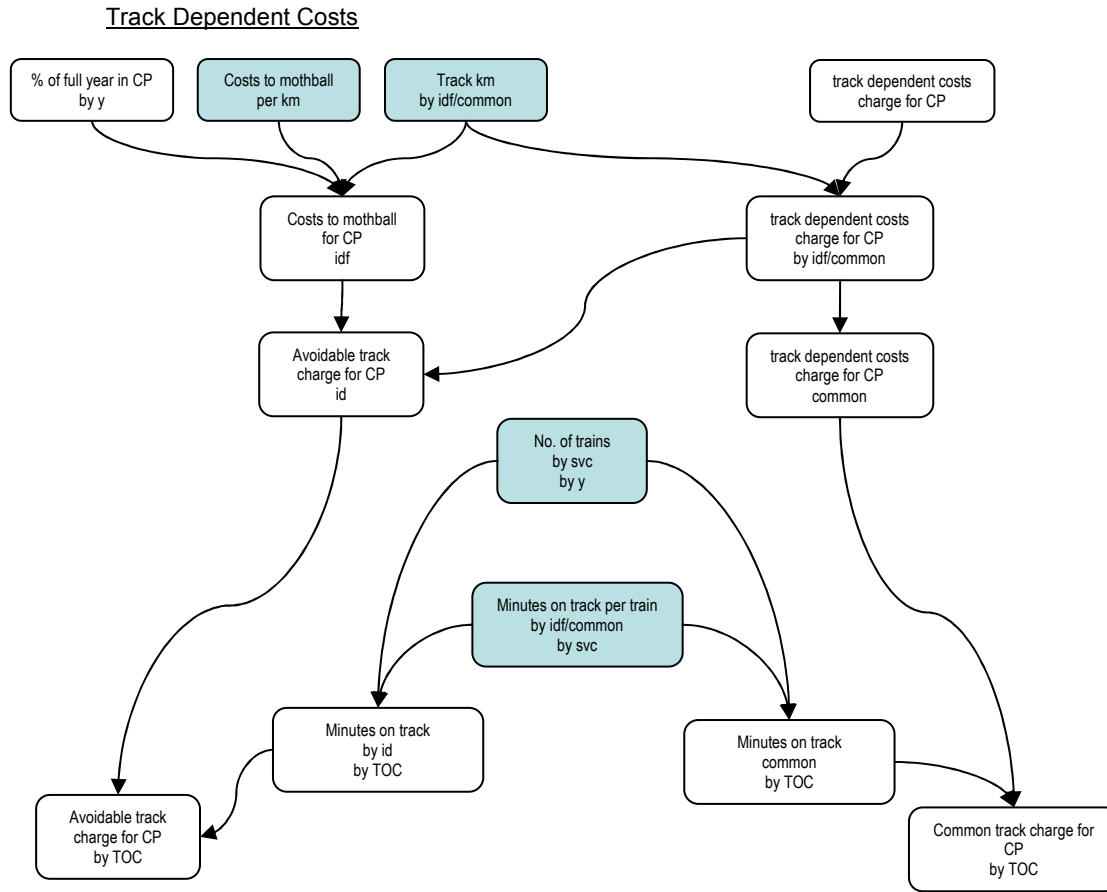 Track Dependent Costs
% of full year in CP
by y
Costs to mothball
per km
Track km
by idf/common
track dependent costs
charge for CP
Costs to mothball
for CP
idf
track dependent costs
charge for CP
by idf/common
Avoidable track
charge for CP
id
track dependent costs
charge for CP
common
No. of trains
by svc
by y
Minutes on track per train
by idf/common
by svc
Minutes on track
by id
by TOC
Minutes on track
common
by TOC
Avoidable track
charge for CP
by TOC
Common track charge for
CP
by TOC